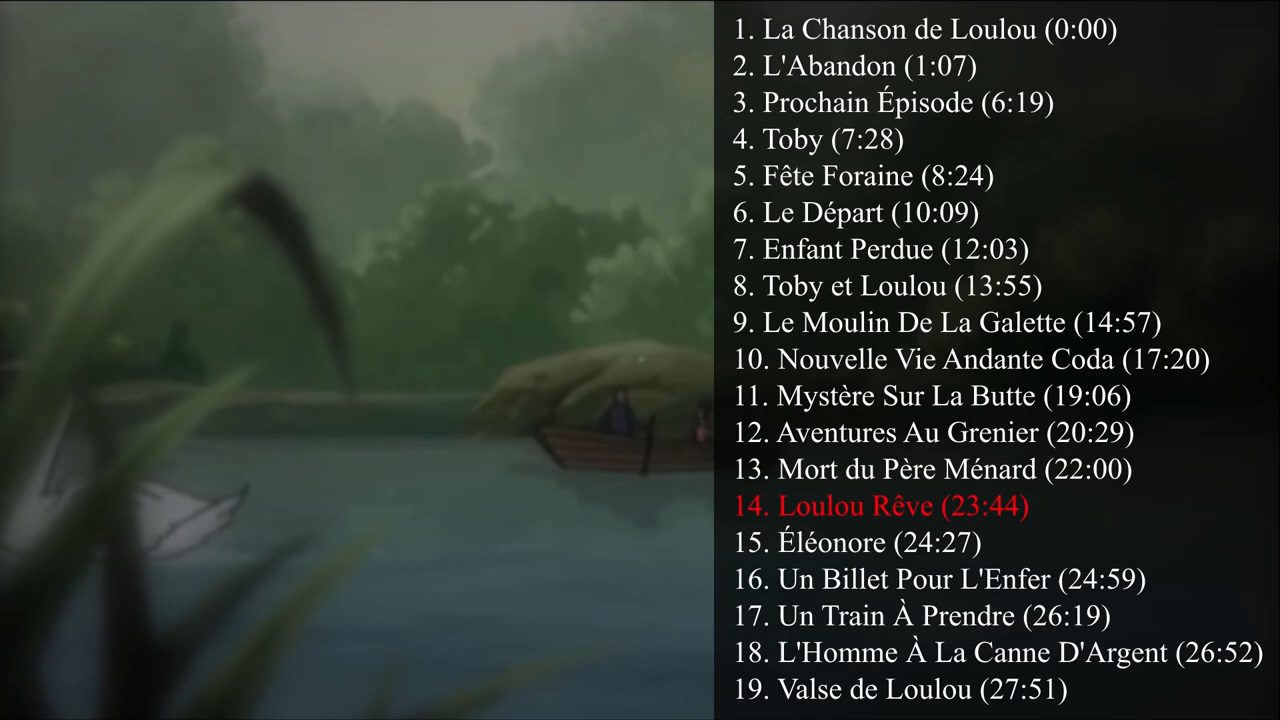 1. La Chanson de Loulou (0:00)
2. L'Abandon (1:07)
3. Prochain Épisode (6:19)
4. Toby (7:28)
5. Fête Foraine (8:24)
6. Le Départ (10:09)
7. Enfant Perdue (12:03)
8. Toby et Loulou (13:55)
9. Le Moulin De La Galette (14:57)
10. Nouvelle Vie Andante Coda (17:20)
11. Mystère Sur La Butte (19:06)
12. Aventures Au Grenier (20:29)
13. Mort du Père Ménard (22:00)
14. Loulou Rêve (23:44)
15. Éléonore (24:27)
16. Un Billet Pour L'Enfer (24:59)
17. Un Train À Prendre (26:19)
18. L'Homme À La Canne D'Argent (26:52)
19. Valse de Loulou (27:51)